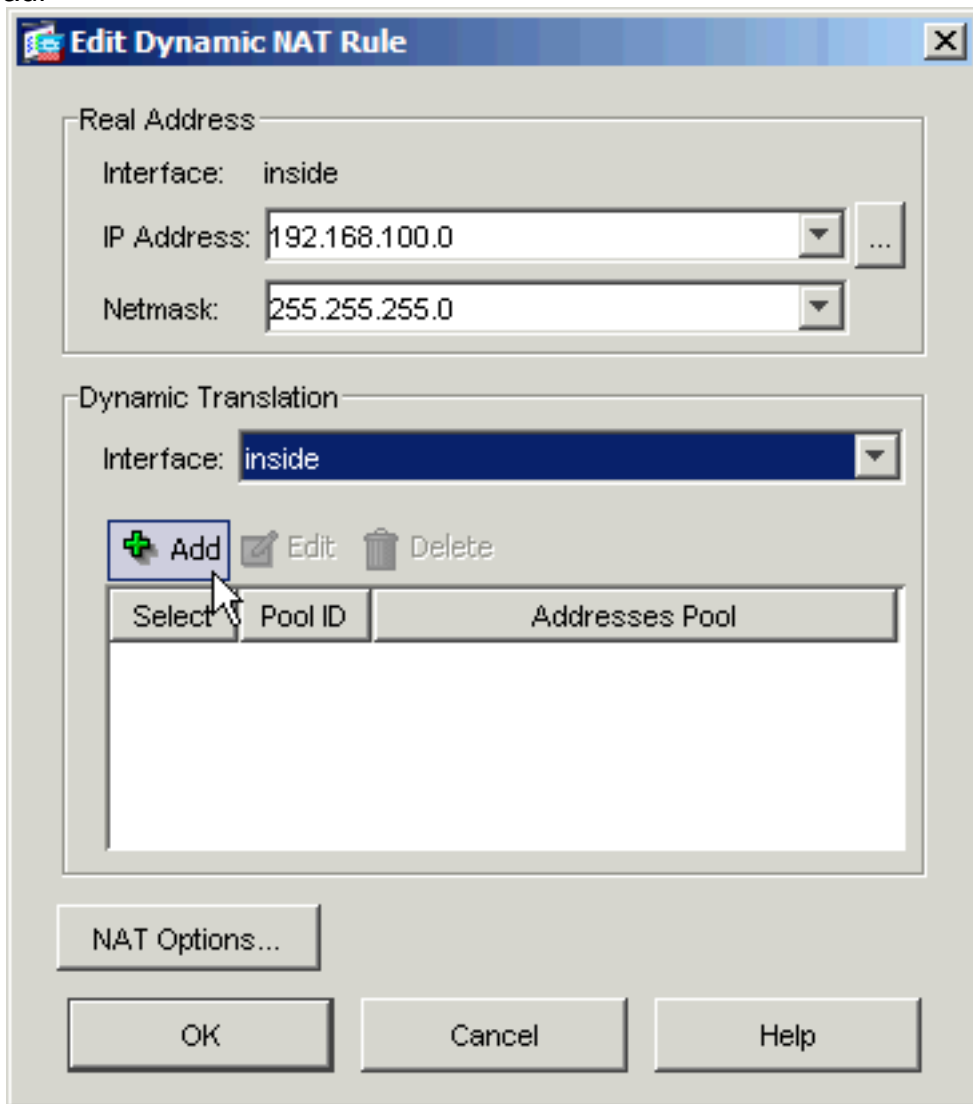 Edit Dynamic NAT Rule
Real Address
Interface: inside
IP Address: 192.168.100.0 ...
Netmask: 255.255.255.0
Dynamic Translation
Interface: inside
Add Edit Delete
Select Pool ID Addresses Pool
NAT Options...
OK Cancel Help